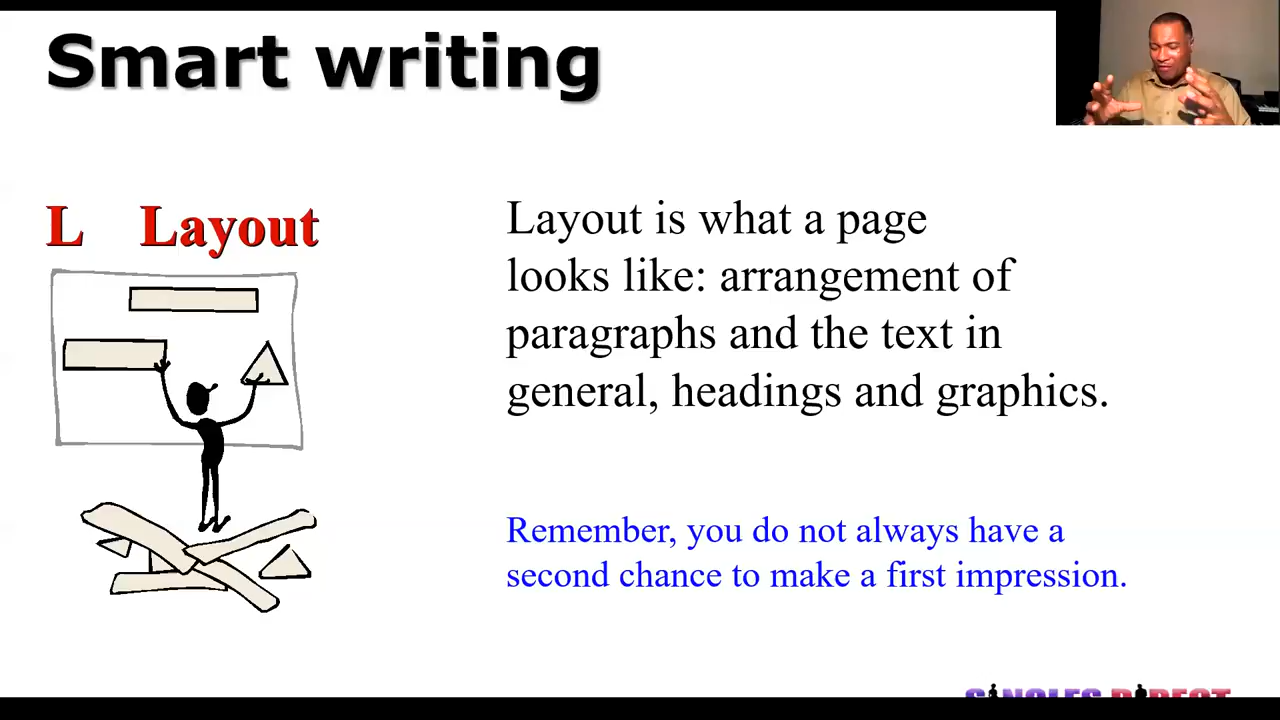 Smart writing
L Layout
Layout is what a page
looks like: arrangement of
paragraphs and the text in
general, headings and graphics.
Remember, you do not always have a
second chance to make a first impression.